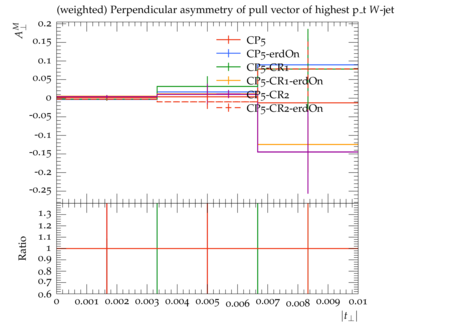 (weighted) Perpendicular asymmetry of pull vector of highest p_t W-jet
A⊥^M
0.2
0.15
0.1
0.05
0
-0.05
-0.1
-0.15
-0.2
-0.25
CP5
CP5-erdOn
CP5-CR1
CP5-CR1-erdOn
CP5-CR2
CP5-CR2-erdOn
Ratio
1.3
1.2
1.1
1
0.9
0.8
0.7
0.6
0 0.001 0.002 0.003 0.004 0.005 0.006 0.007 0.008 0.009 0.01
|t⊥|